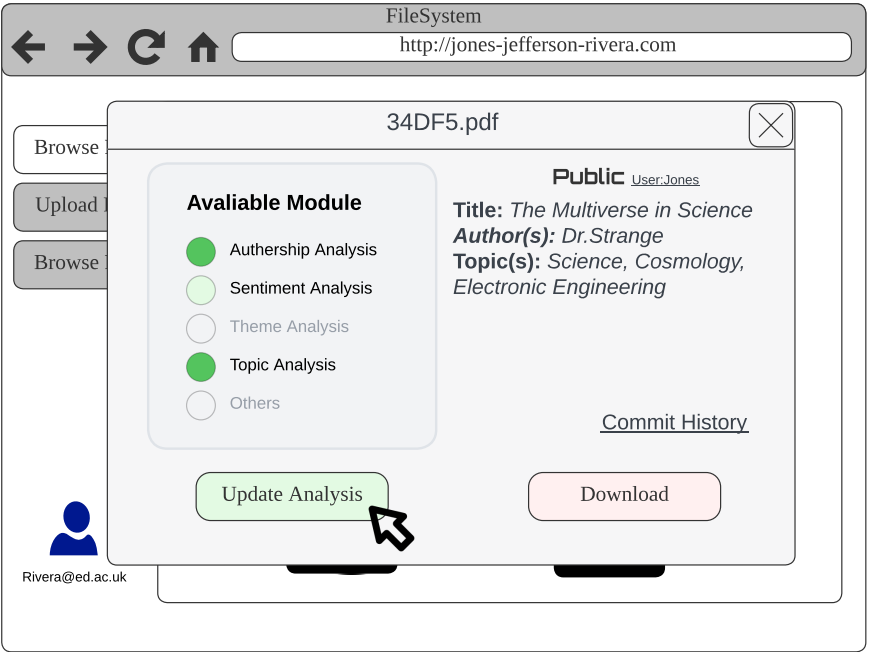 FileSystem
http://jones-jefferson-rivera.com
34DF5.pdf
Browse
Upload
Browse
Avaliable Module
Authership Analysis
Sentiment Analysis
Theme Analysis
Topic Analysis
Others
Public User:Jones
Title: The Multiverse in Science
Author(s): Dr.Strange
Topic(s): Science, Cosmology,
Electronic Engineering
Commit History
Update Analysis
Download
Rivera@ed.ac.uk